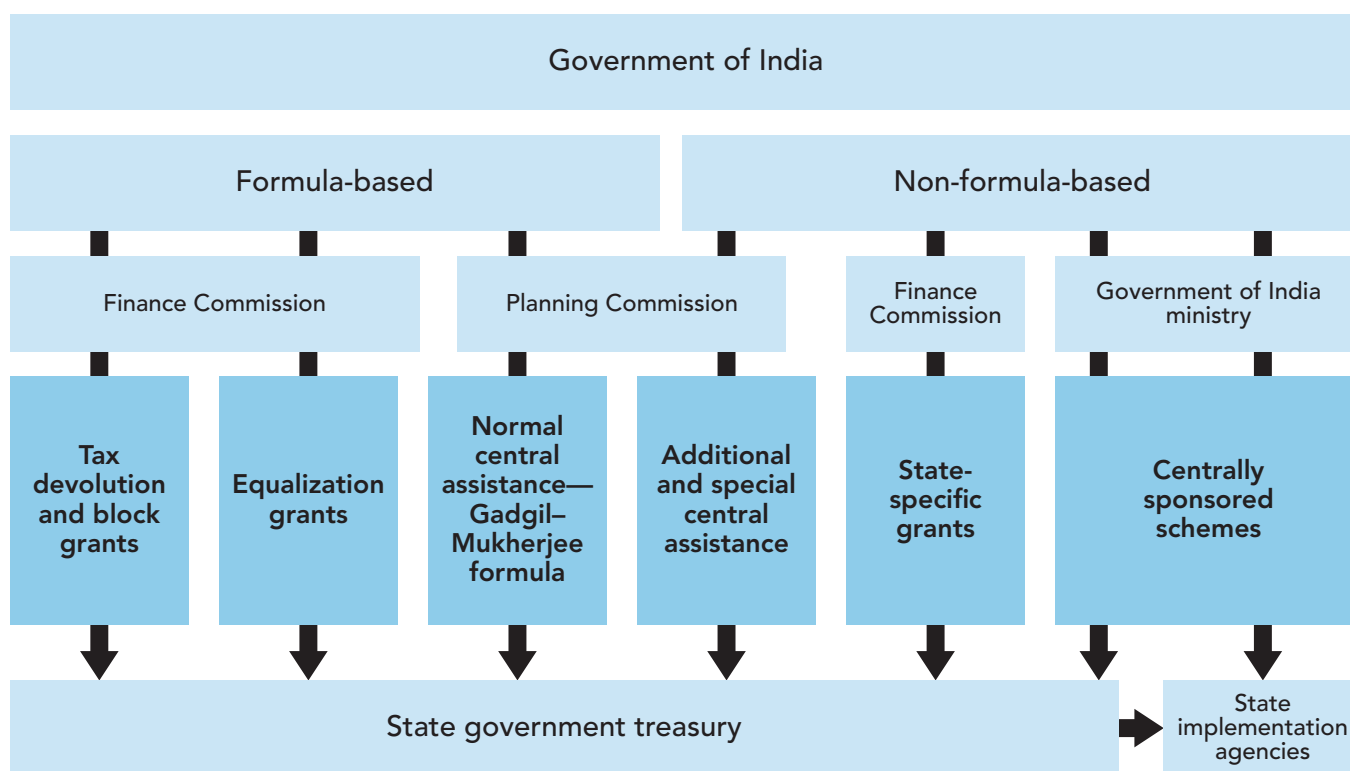 Government of India
Formula-based
Non-formula-based
Finance Commission
Planning Commission
Finance
Commission
Government of India
ministry
Tax
devolution
and block
grants
Equalization
grants
Normal
central
assistance—
Gadgil–
Mukherjee
formula
Additional
and special
central
assistance
State-
specific
grants
Centrally
sponsored
schemes
State government treasury
State
implementation
agencies